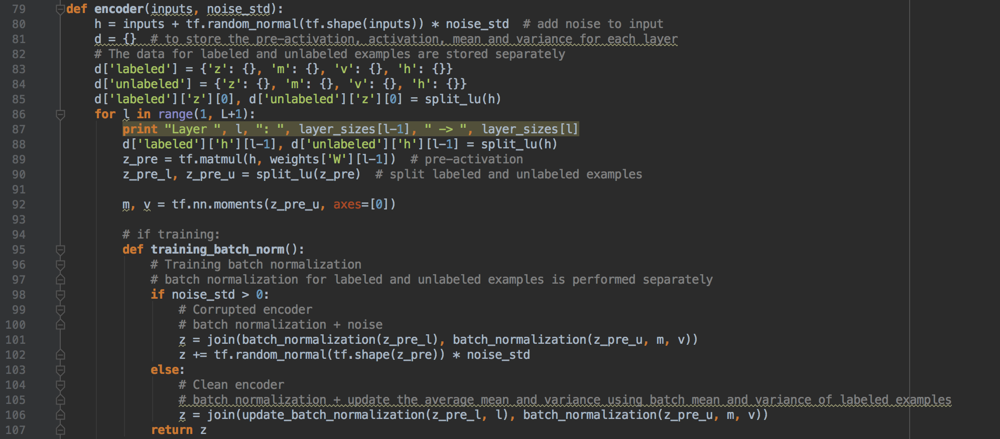 79 def encoder(inputs, noise_std):
80     h = inputs + tf.random_normal(tf.shape(inputs)) * noise_std  # add noise to input
81     d = {}  # to store the pre-activation, activation, mean and variance for each layer
82     # The data for labeled and unlabeled examples are stored separately
83     d['labeled'] = {'z': {}, 'm': {}, 'v': {}, 'h': {}}
84     d['unlabeled'] = {'z': {}, 'm': {}, 'v': {}, 'h': {}}
85     d['labeled']['z'][0], d['unlabeled']['z'][0] = split_lu(h)
86     for l in range(1, L+1):
87         print "Layer ", l, ": ", layer_sizes[l-1], " -> ", layer_sizes[l]
88         d['labeled']['h'][l-1], d['unlabeled']['h'][l-1] = split_lu(h)
89         z_pre = tf.matmul(h, weights['W'][l-1])  # pre-activation
90         z_pre_l, z_pre_u = split_lu(z_pre)  # split labeled and unlabeled examples
91
92         m, v = tf.nn.moments(z_pre_u, axes=[0])
93
94         # if training:
95         def training_batch_norm():
96             # Training batch normalization
97             # batch normalization for labeled and unlabeled examples is performed separately
98             if noise_std > 0:
99                 # Corrupted encoder
100                 # batch normalization + noise
101                 z = join(batch_normalization(z_pre_l), batch_normalization(z_pre_u, m, v))
102                 z += tf.random_normal(tf.shape(z_pre)) * noise_std
103             else:
104                 # Clean encoder
105                 # batch normalization + update the average mean and variance using batch mean and variance of labeled examples
106                 z = join(update_batch_normalization(z_pre_l, l), batch_normalization(z_pre_u, m, v))
107             return z